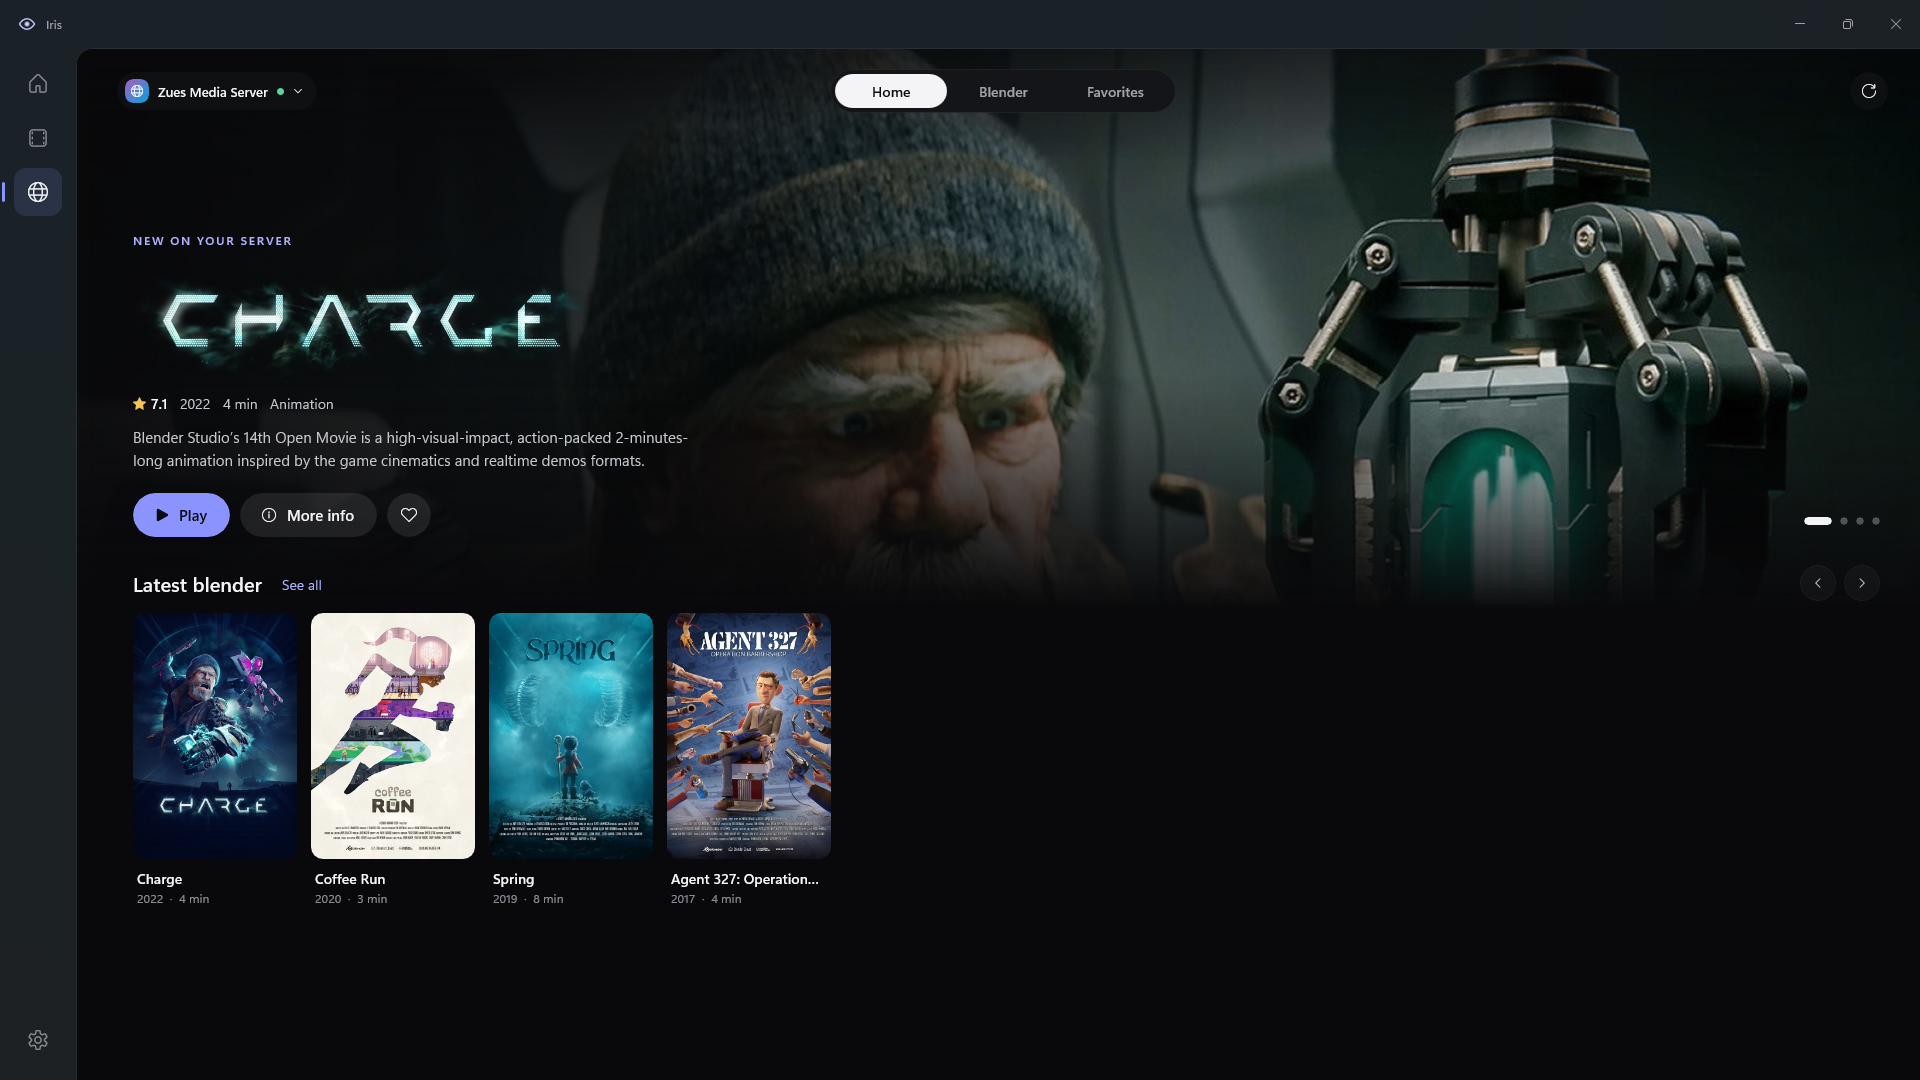 Iris
Zues Media Server
Home
Blender
Favorites
NEW ON YOUR SERVER
CHARGE
7.1 2022 4 min Animation
Blender Studio's 14th Open Movie is a high-visual-impact, action-packed 2-minutes-
long animation inspired by the game cinematics and realtime demos formats.
Play
More info
Latest blender See all
CHARGE
coffee
RUN
SPRING
AGENT 327
OPERATION BARBERSHOP
Charge
2022 · 4 min
Coffee Run
2020 · 3 min
Spring
2019 · 8 min
Agent 327: Operation...
2017 · 4 min